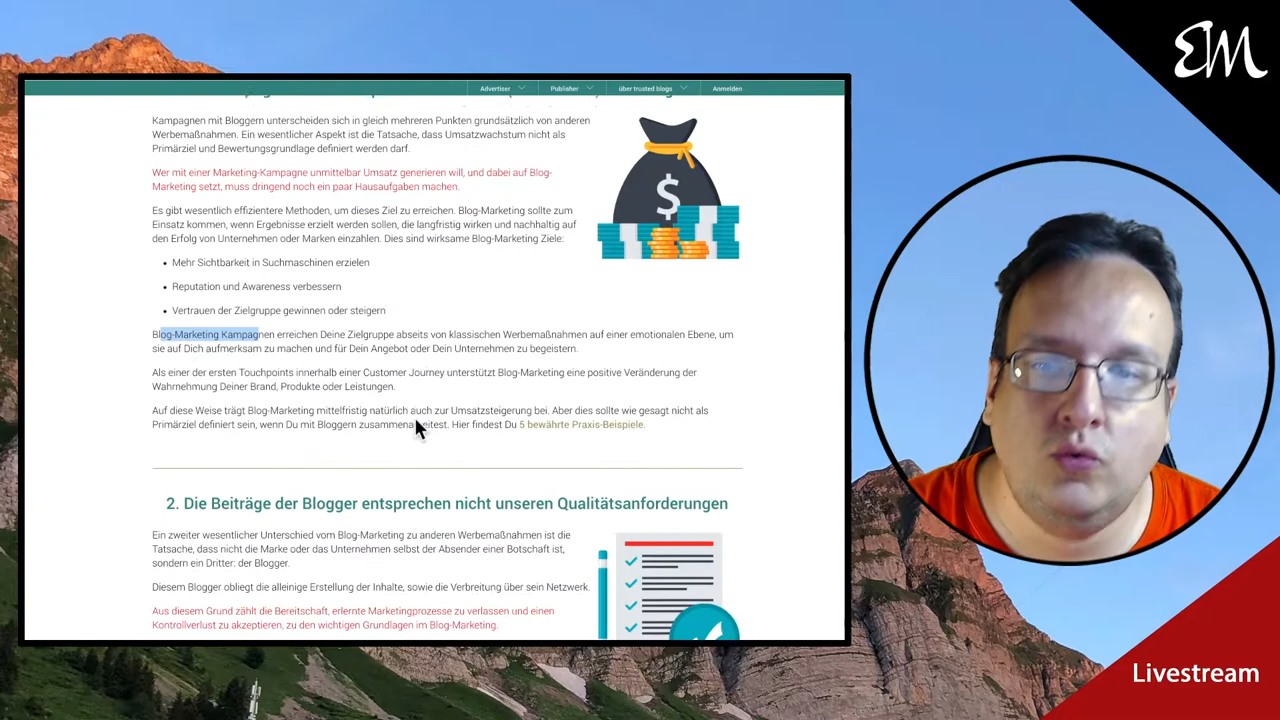 Advertiser
Publisher
über trusted blogs
Anmelden
EM
Kampagnen mit Bloggern unterscheiden sich in gleich mehreren Punkten grundsätzlich von anderen
Werbemaßnahmen. Ein wesentlicher Aspekt ist die Tatsache, dass Umsatzwachstum nicht als
Primärziel und Bewertungsgrundlage definiert werden darf.
Wer mit einer Marketing-Kampagne unmittelbar Umsatz generieren will, und dabei auf Blog-
Marketing setzt, muss dringend noch ein paar Hausaufgaben machen.
Es gibt wesentlich effizientere Methoden, um dieses Ziel zu erreichen. Blog-Marketing sollte zum
Einsatz kommen, wenn Ergebnisse erzielt werden sollen, die langfristig wirken und nachhaltig auf
den Erfolg von Unternehmen oder Marken einzahlen. Dies sind wirksame Blog-Marketing Ziele:
• Mehr Sichtbarkeit in Suchmaschinen erzielen
• Reputation und Awareness verbessern
• Vertrauen der Zielgruppe gewinnen oder steigern
$
Blog-Marketing Kampagnen erreichen Deine Zielgruppe abseits von klassischen Werbemaßnahmen auf einer emotionalen Ebene, um
sie auf Dich aufmerksam zu machen und für Dein Angebot oder Dein Unternehmen zu begeistern.
Als einer der ersten Touchpoints innerhalb einer Customer Journey unterstützt Blog-Marketing eine positive Veränderung der
Wahrnehmung Deiner Brand, Produkte oder Leistungen.
Auf diese Weise trägt Blog-Marketing mittelfristig natürlich auch zur Umsatzsteigerung bei. Aber dies sollte wie gesagt nicht als
Primärziel definiert sein, wenn Du mit Bloggern zusammenarbeitest. Hier findest Du 5 bewährte Praxis-Beispiele.
2. Die Beiträge der Blogger entsprechen nicht unseren Qualitätsanforderungen
Ein zweiter wesentlicher Unterschied vom Blog-Marketing zu anderen Werbemaßnahmen ist die
Tatsache, dass nicht die Marke oder das Unternehmen selbst der Absender einer Botschaft ist,
sondern ein Dritter: der Blogger.
Diesem Blogger obliegt die alleinige Erstellung der Inhalte, sowie die Verbreitung über sein Netzwerk.
Aus diesem Grund zählt die Bereitschaft, erlernte Marketingprozesse zu verlassen und einen
Kontrollverlust zu akzeptieren, zu den wichtigen Grundlagen im Blog-Marketing.
Livestream